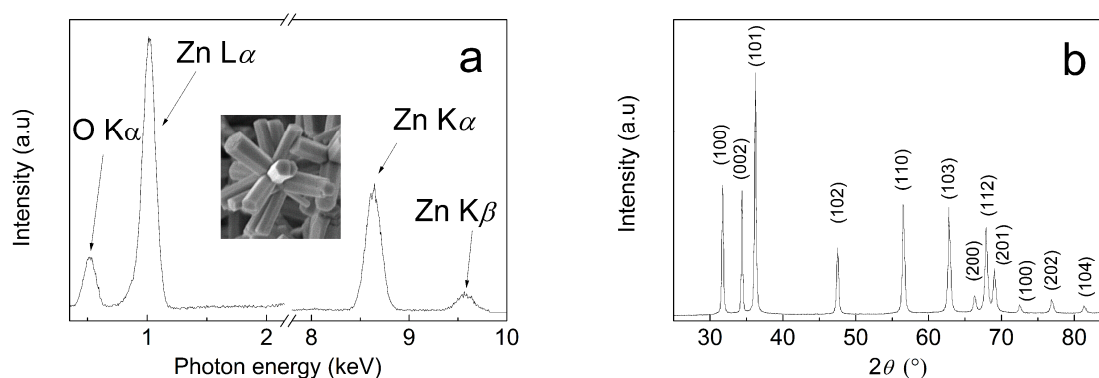 a
Zn Lα
O Kα
Zn Kα
Zn Kβ
Intensity (a.u)
1
2
8
9
10
Photon energy (keV)
b
(101)
(100)
(002)
(102)
(110)
(103)
(200)
(112)
(201)
(100)
(202)
(104)
Intensity (a.u)
30
40
50
60
70
80
2θ (°)